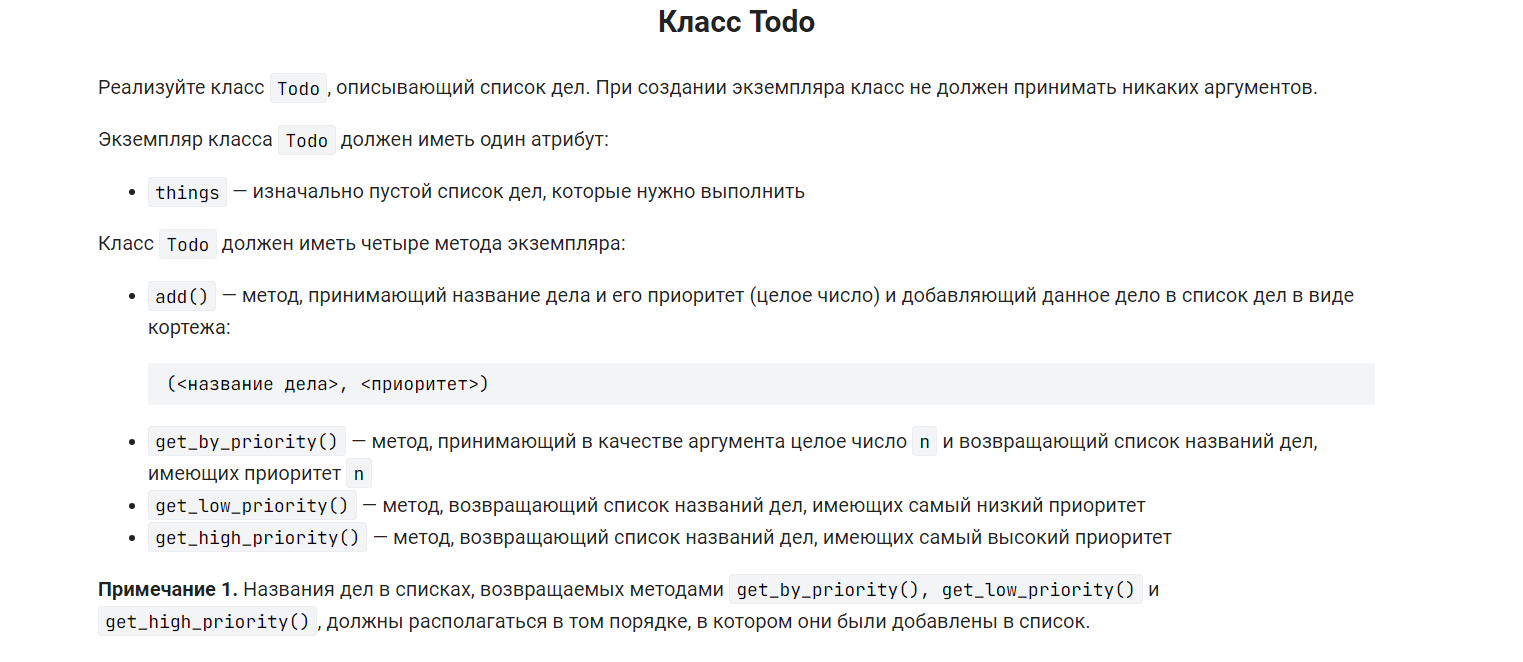 Класс Todo
Реализуйте класс Todo, описывающий список дел. При создании экземпляра класс не должен принимать никаких аргументов.
Экземпляр класса Todo должен иметь один атрибут:
• things — изначально пустой список дел, которые нужно выполнить
Класс Todo должен иметь четыре метода экземпляра:
• add() — метод, принимающий название дела и его приоритет (целое число) и добавляющий данное дело в список дел в виде
кортежа:
(<название дела>, <приоритет>)
• get_by_priority() — метод, принимающий в качестве аргумента целое число n и возвращающий список названий дел,
имеющих приоритет n
• get_low_priority() — метод, возвращающий список названий дел, имеющих самый низкий приоритет
• get_high_priority() — метод, возвращающий список названий дел, имеющих самый высокий приоритет
Примечание 1. Названия дел в списках, возвращаемых методами get_by_priority(), get_low_priority() и
get_high_priority(), должны располагаться в том порядке, в котором они были добавлены в список.